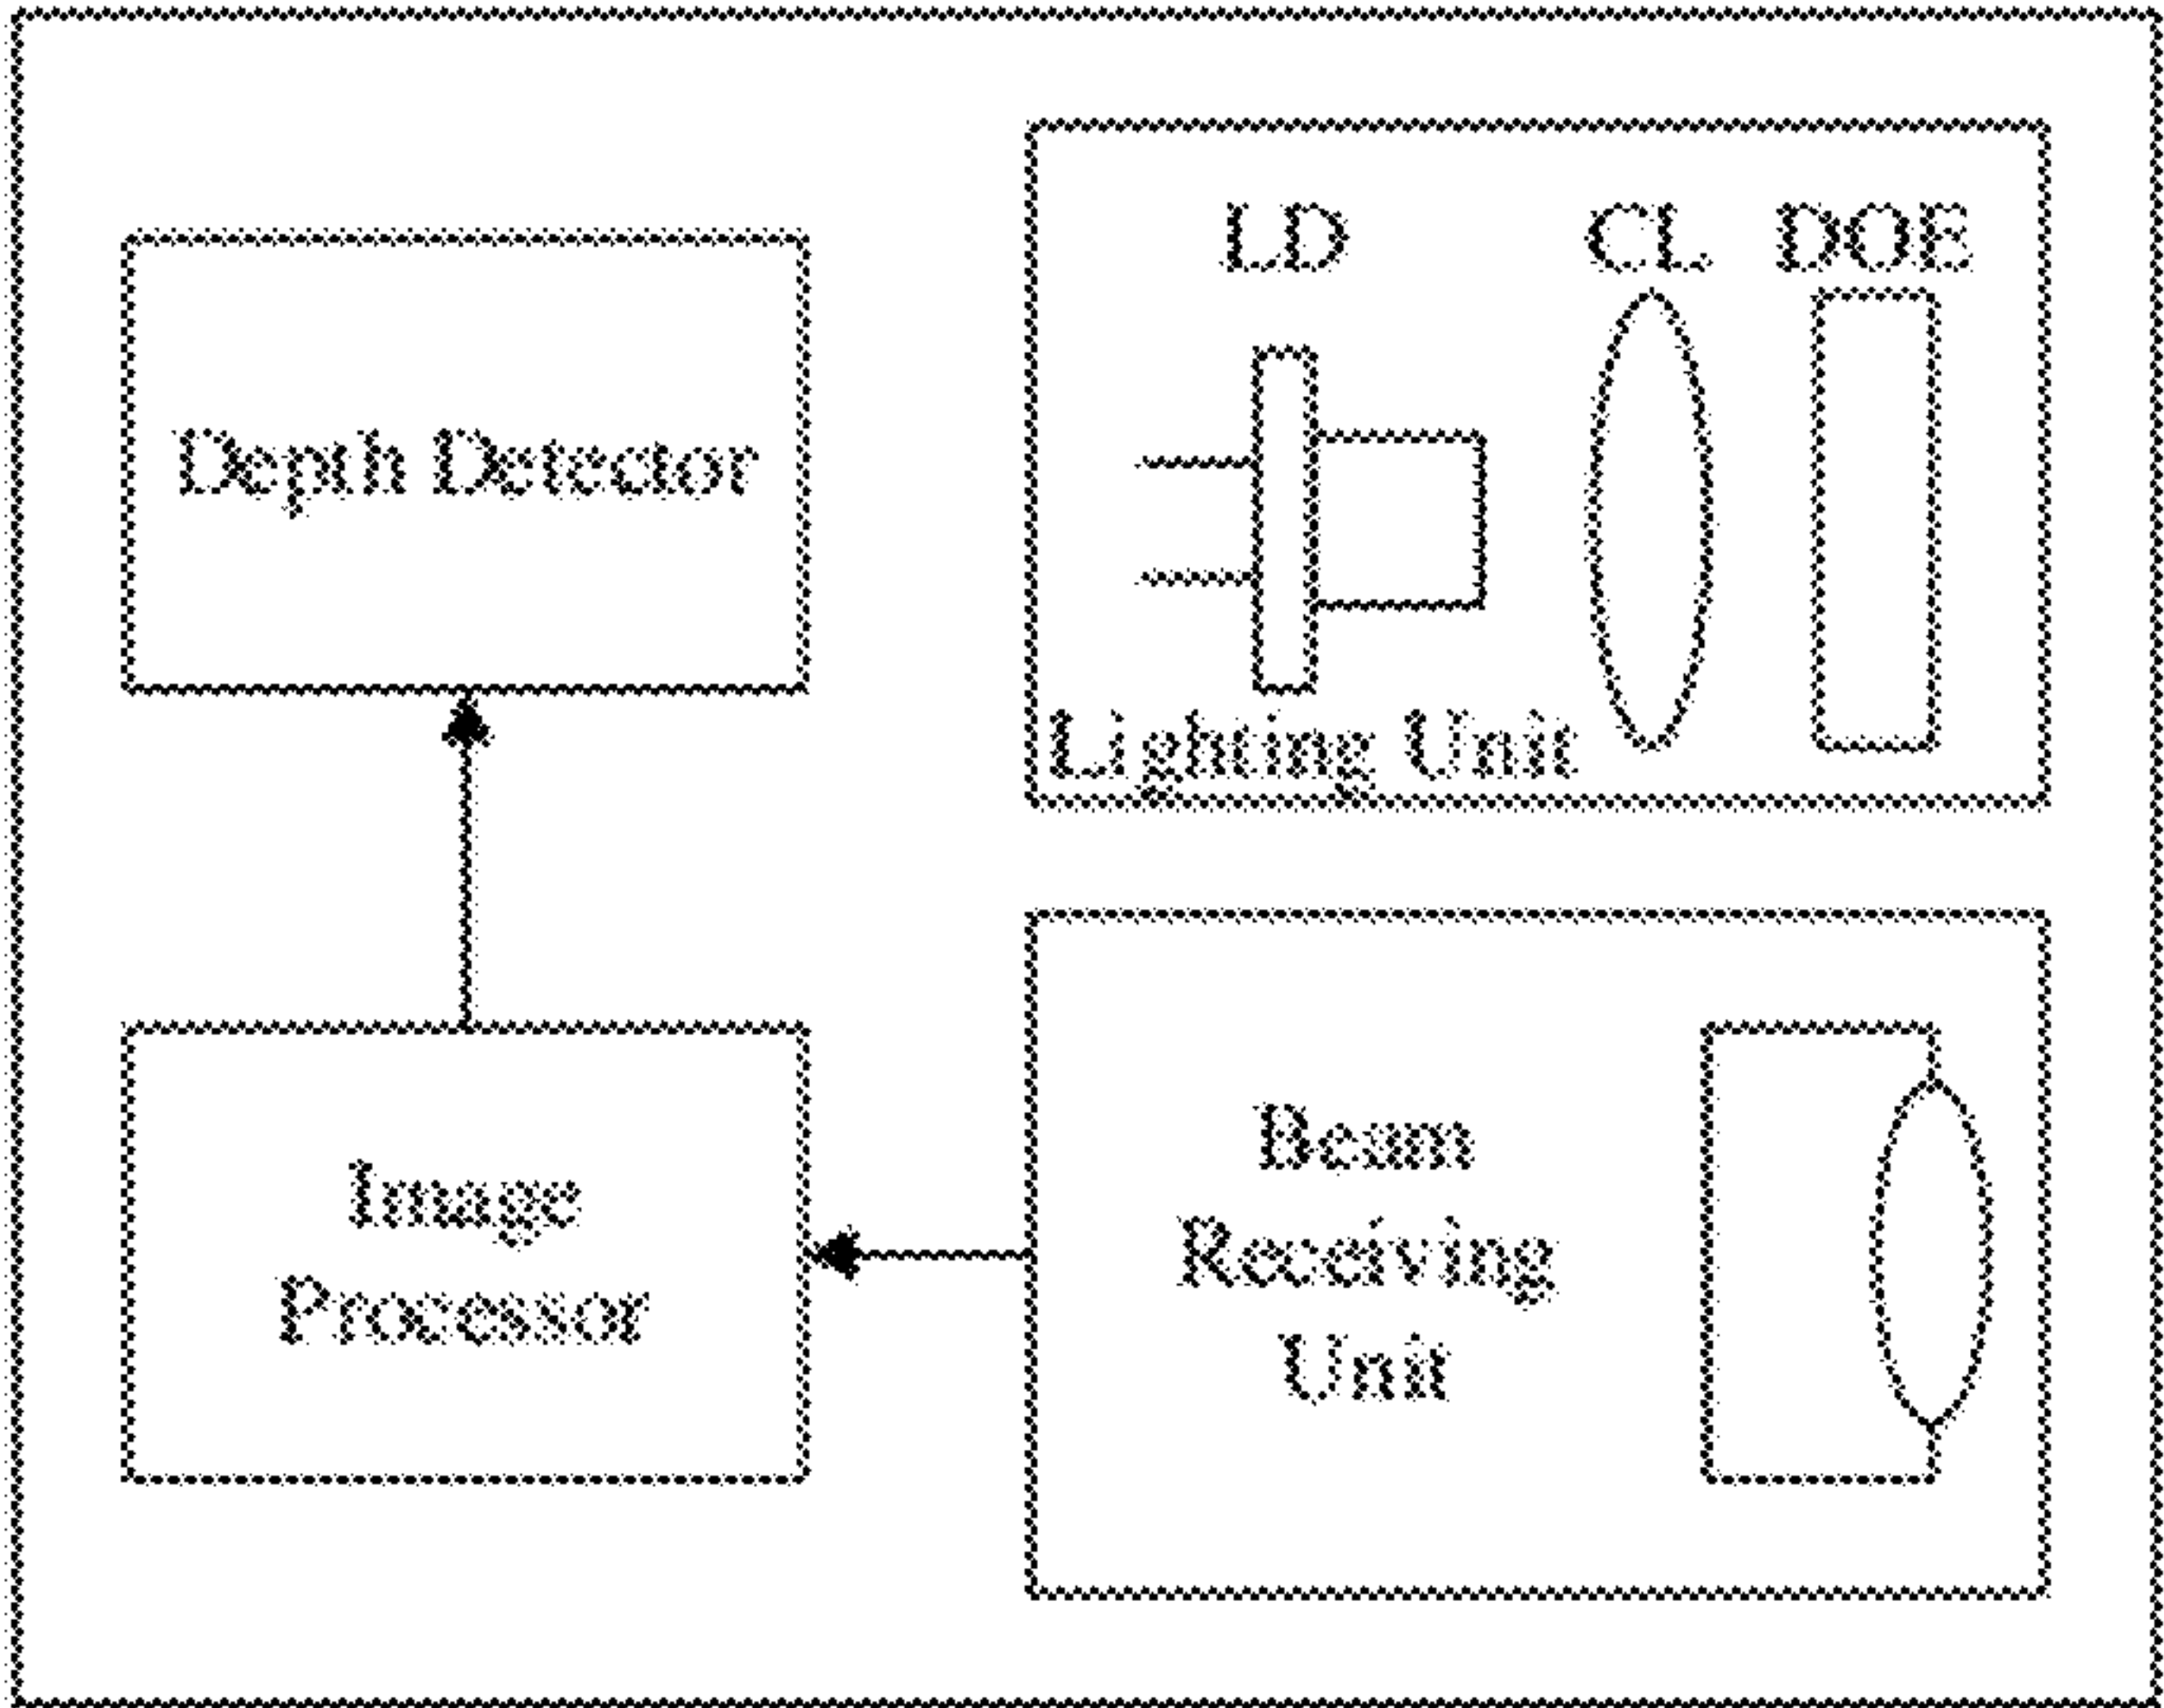 LD CL DOE
Depth Detector
Lighting Unit
Image
Processor
Beam
Receiving
Unit